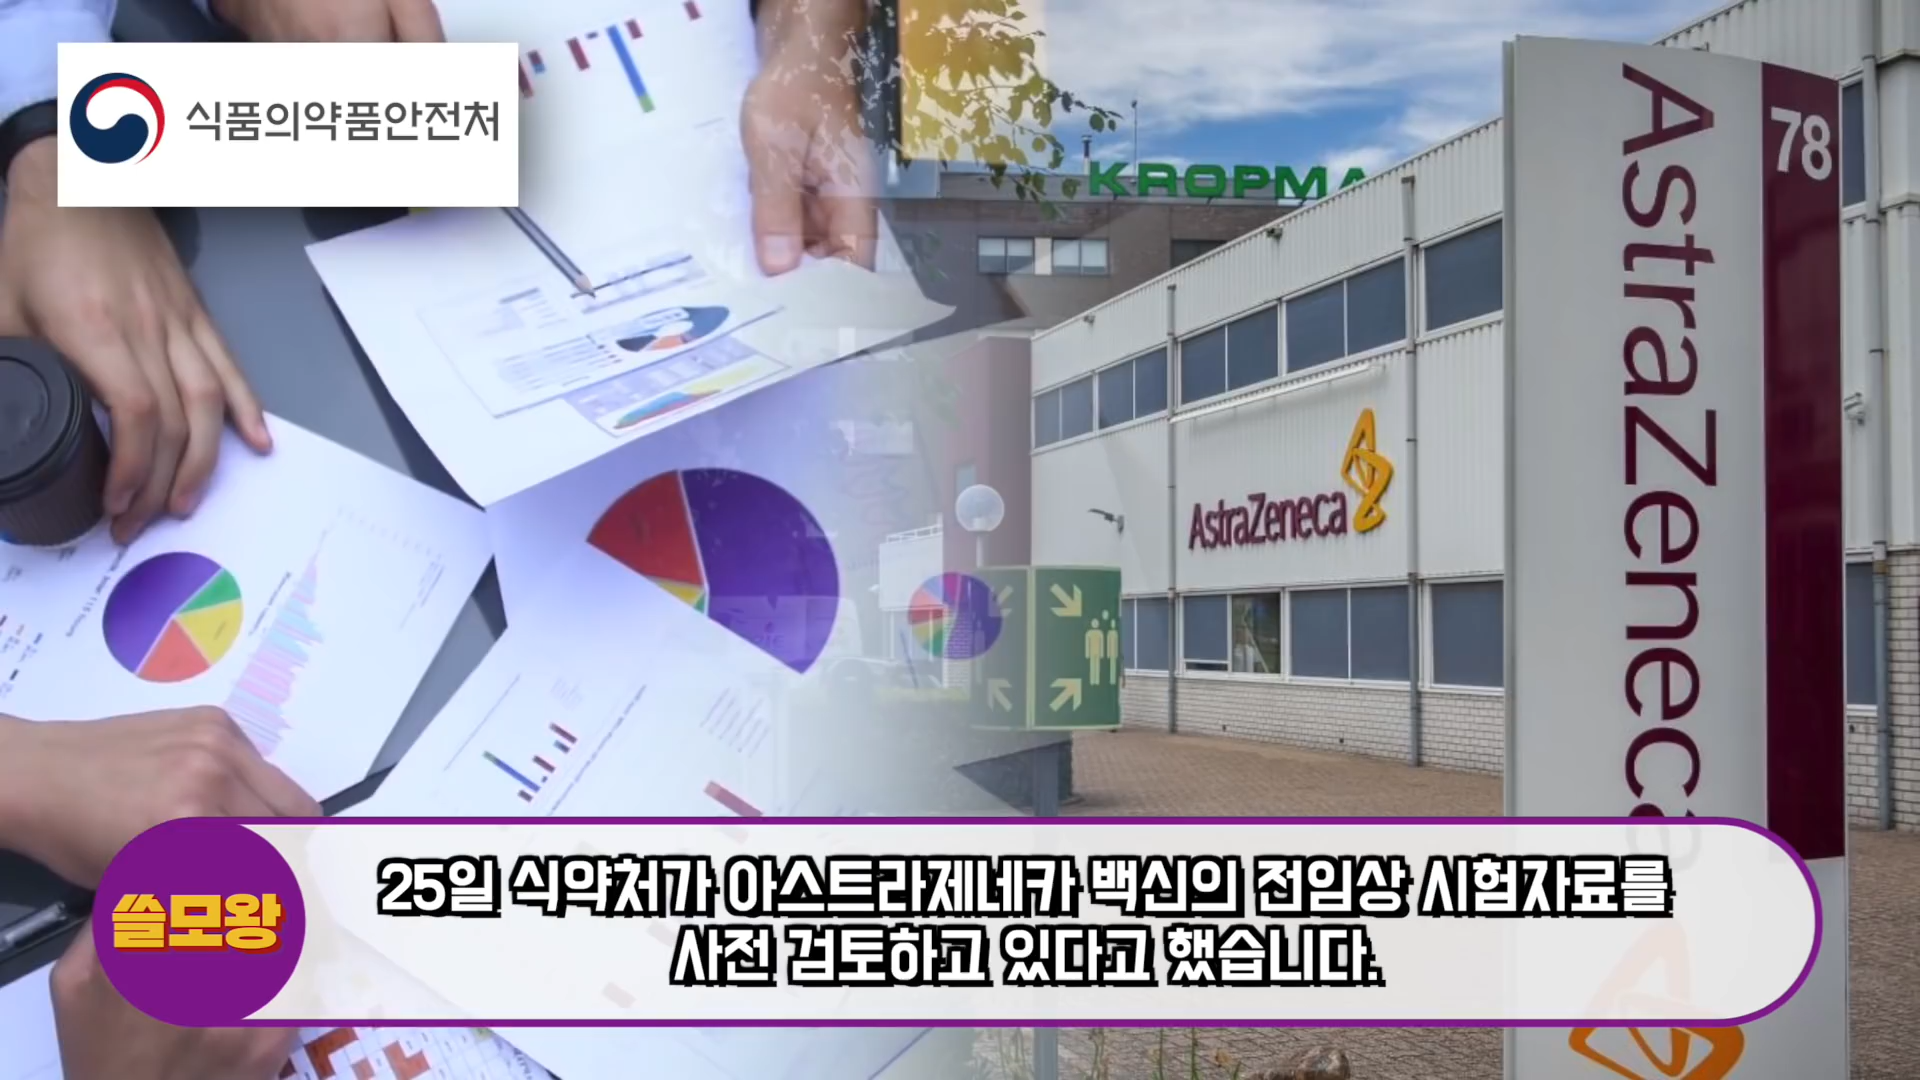 식품의약품안전처
KROPMA
78
AstraZeneca
AstraZeneca
쓸모왕
25일 식약처가 아스트라제네카 백신의 전임상 시험자료를
사전 검토하고 있다고 했습니다.